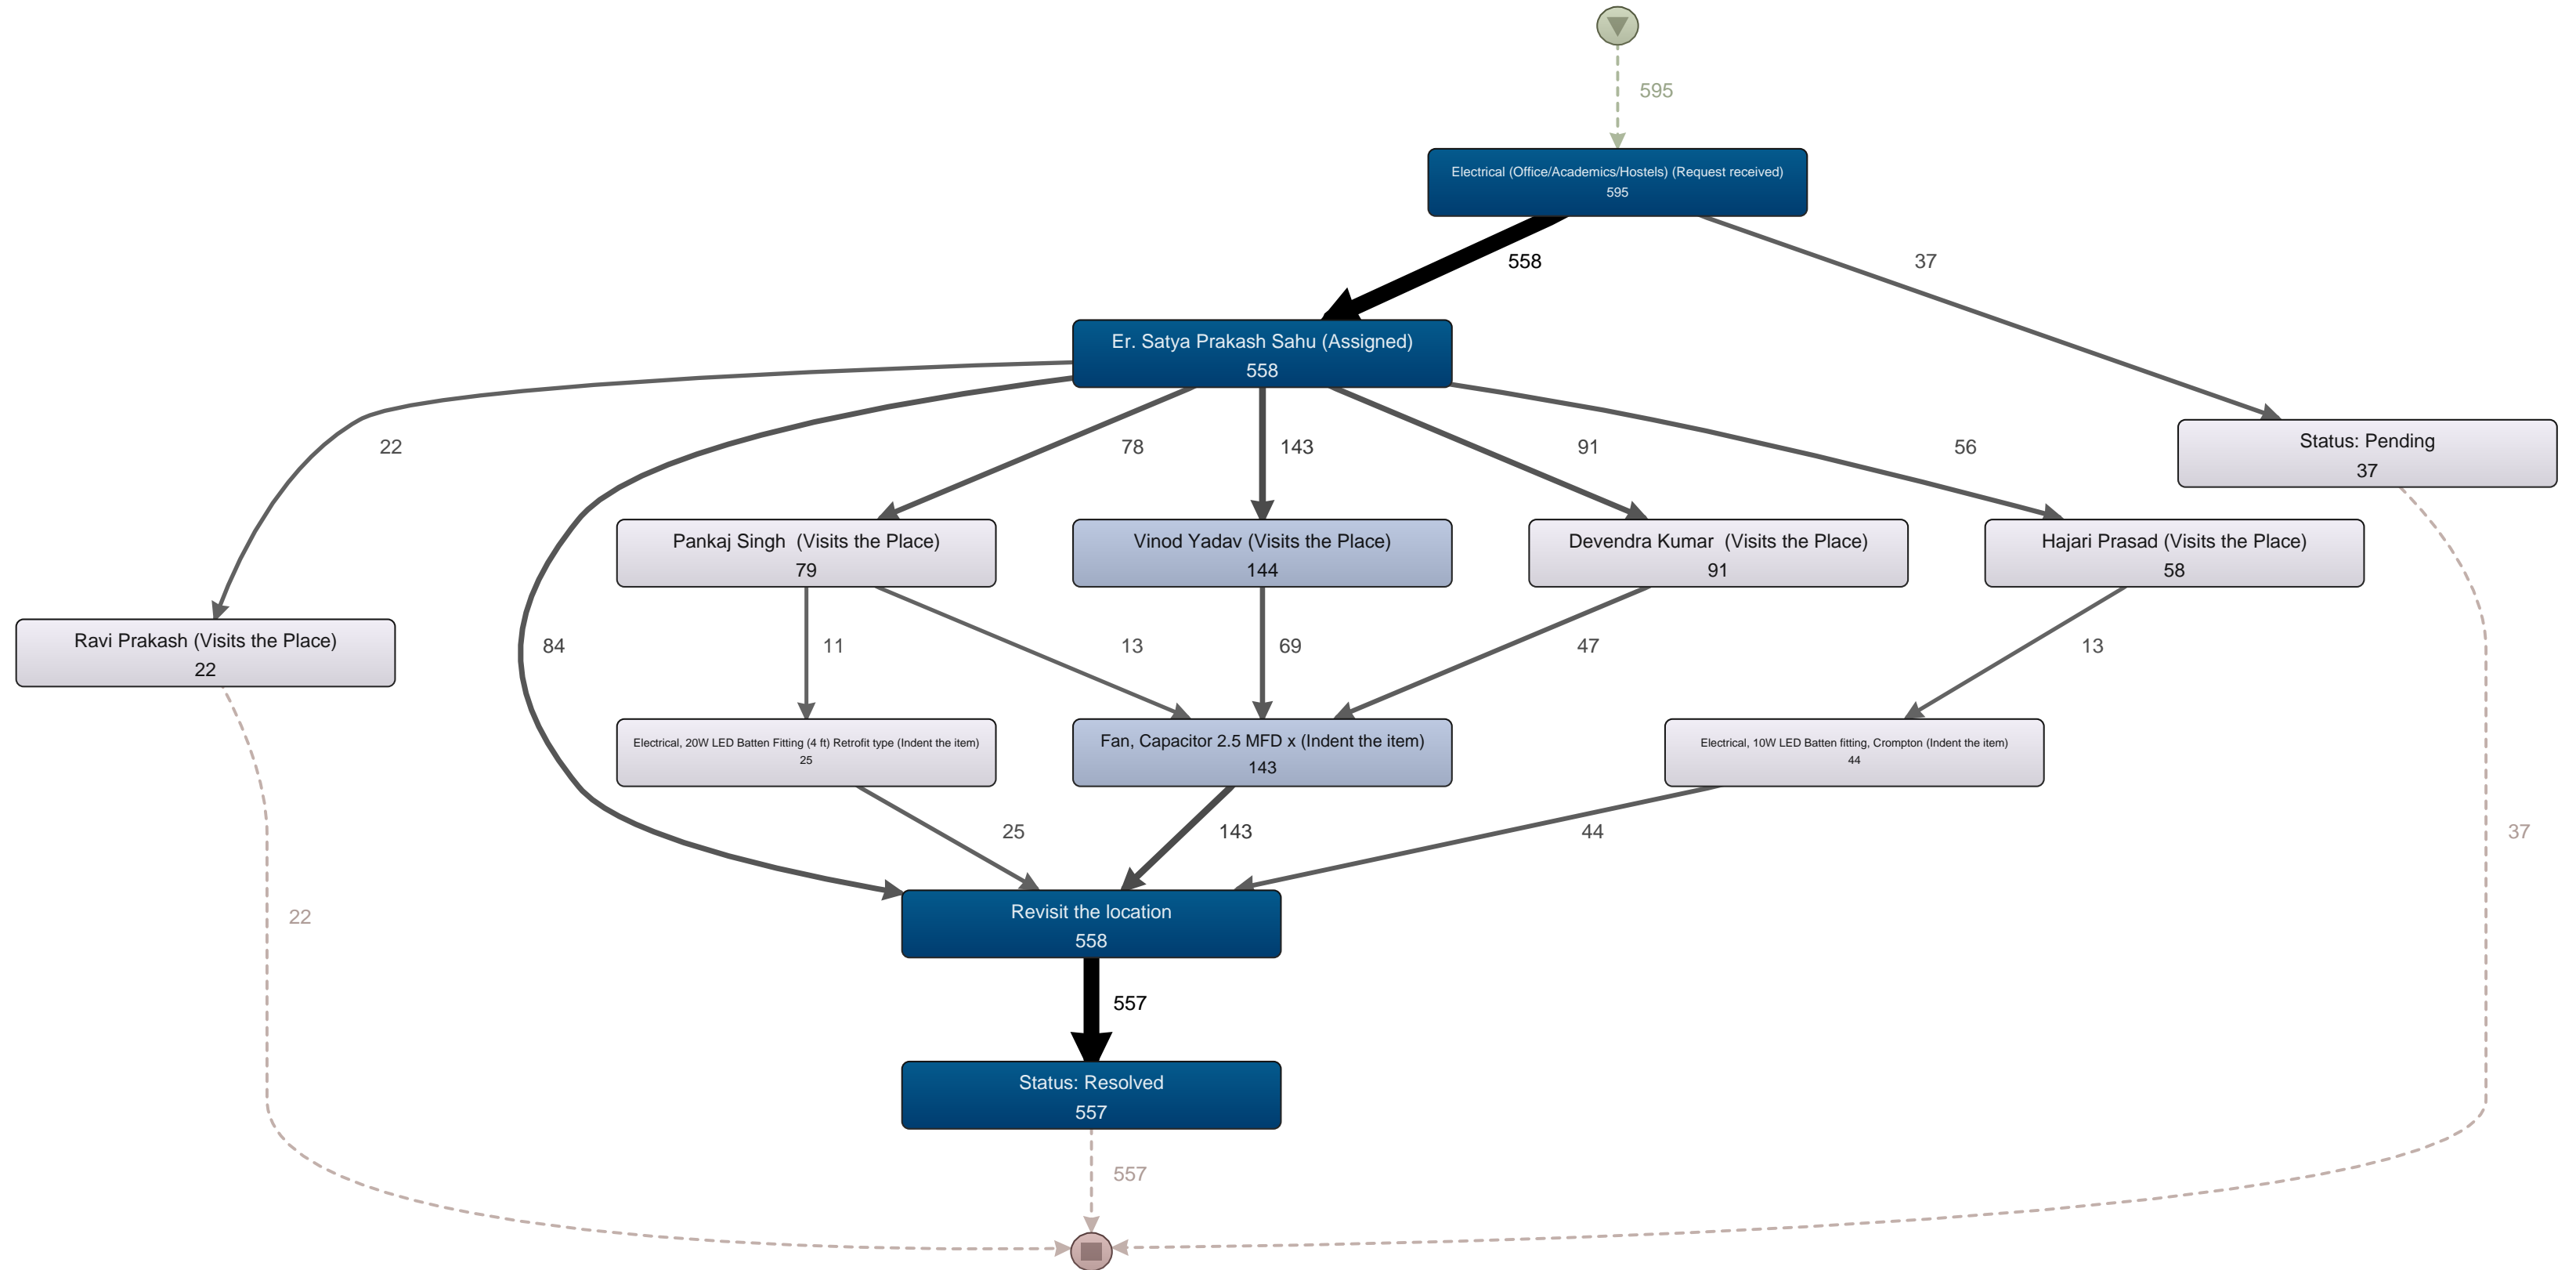 595
Electrical (Office/Academics/Hostels) (Request received)
595
558
37
Er. Satya Prakash Sahu (Assigned)
558
22
78
143
91
56
Status: Pending
37
Pankaj Singh  (Visits the Place)
79
Vinod Yadav (Visits the Place)
144
Devendra Kumar  (Visits the Place)
91
Hajari Prasad (Visits the Place)
58
Ravi Prakash (Visits the Place)
22
84
11
13
69
47
13
Electrical, 20W LED Batten Fitting (4 ft) Retrofit type (Indent the item)
25
Fan, Capacitor 2.5 MFD x (Indent the item)
143
Electrical, 10W LED Batten fitting, Crompton (Indent the item)
44
25
143
44
37
22
Revisit the location
558
557
Status: Resolved
557
557